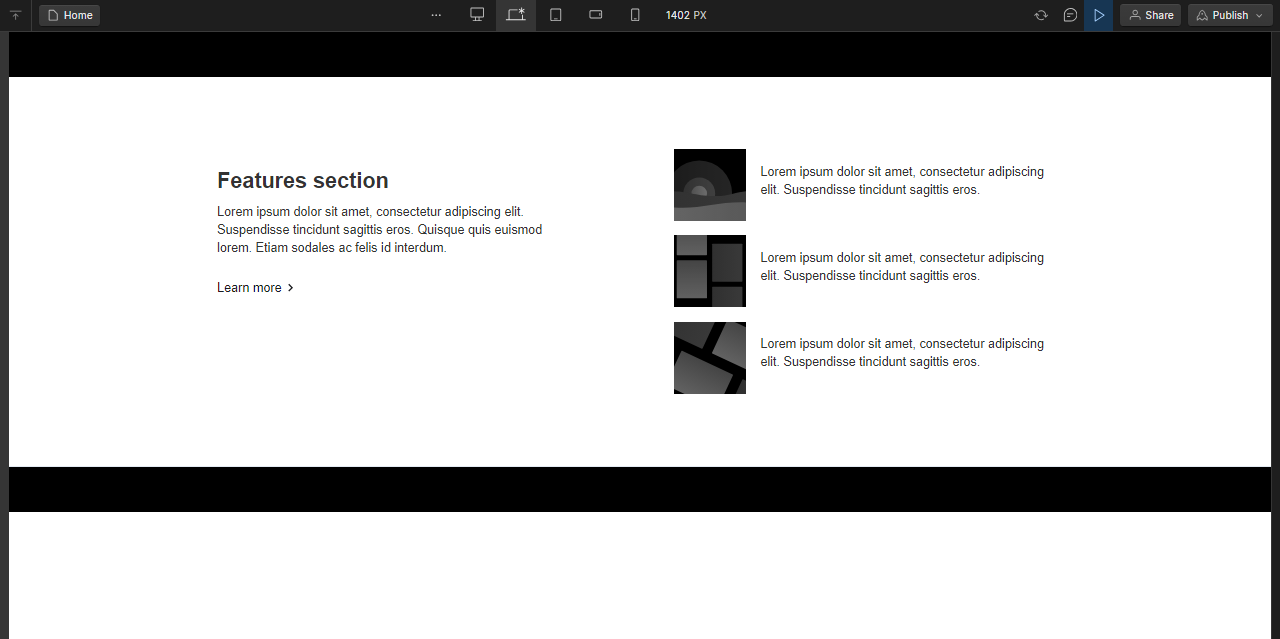 Home
1402 PX
Share
Publish
Features section
Lorem ipsum dolor sit amet, consectetur adipiscing elit.
Suspendisse tincidunt sagittis eros. Quisque quis euismod
lorem. Etiam sodales ac felis id interdum.
Learn more
Lorem ipsum dolor sit amet, consectetur adipiscing
elit. Suspendisse tincidunt sagittis eros.
Lorem ipsum dolor sit amet, consectetur adipiscing
elit. Suspendisse tincidunt sagittis eros.
Lorem ipsum dolor sit amet, consectetur adipiscing
elit. Suspendisse tincidunt sagittis eros.